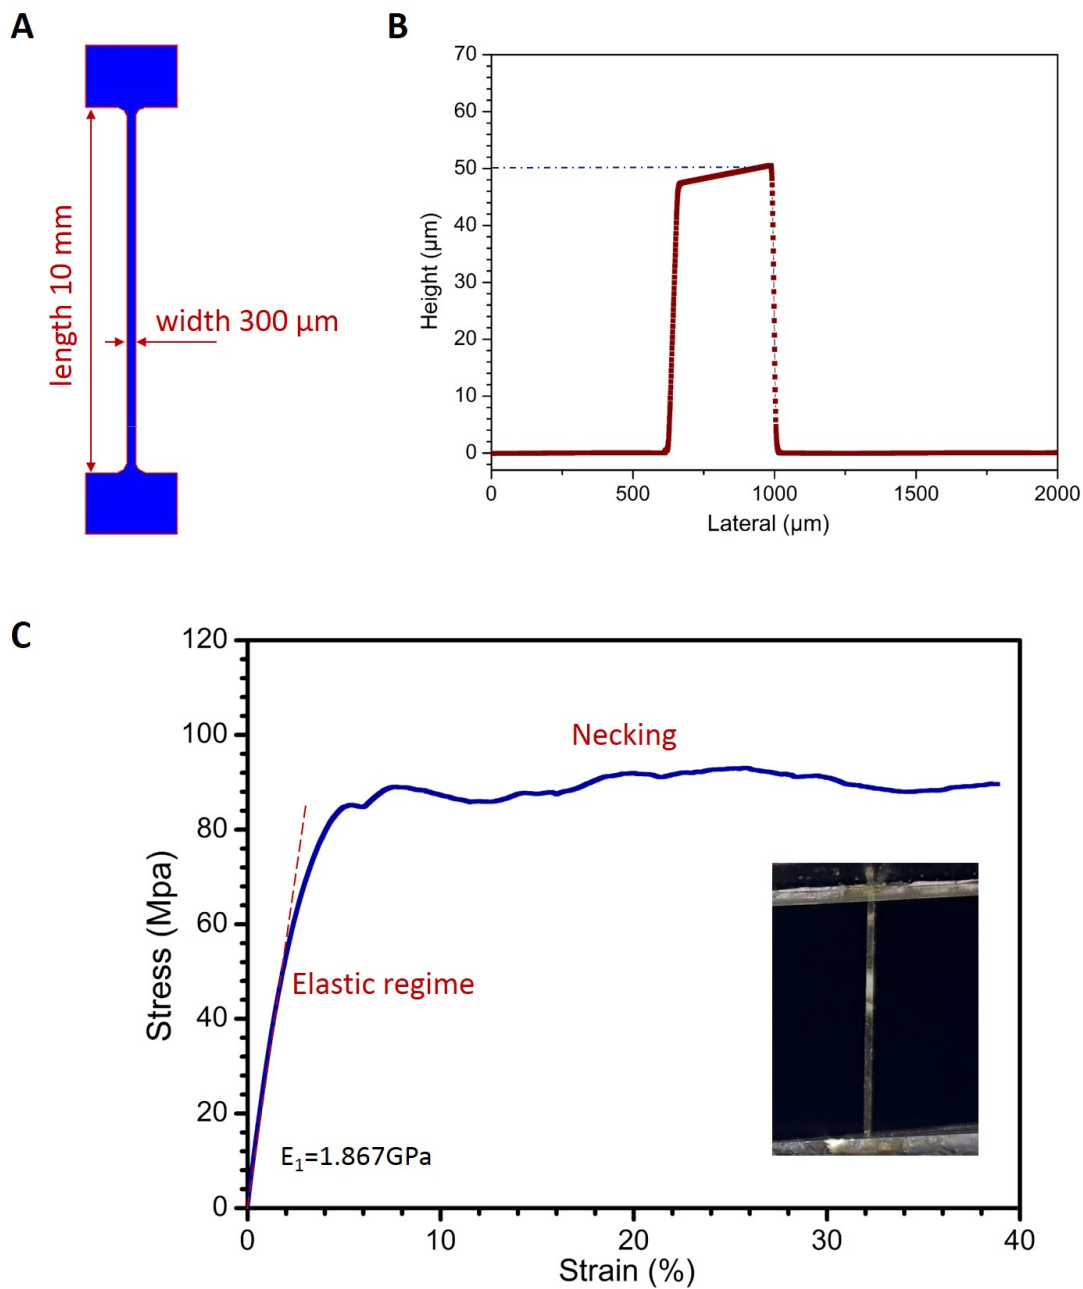 A
length 10 mm
width 300 µm
B
70
60
50
40
30
20
10
0
Height (µm)
0 500 1000 1500 2000
Lateral (µm)
C
120
100
80
60
40
20
0
Stress (Mpa)
Necking
Elastic regime
E₁=1.867GPa
0 10 20 30 40
Strain (%)